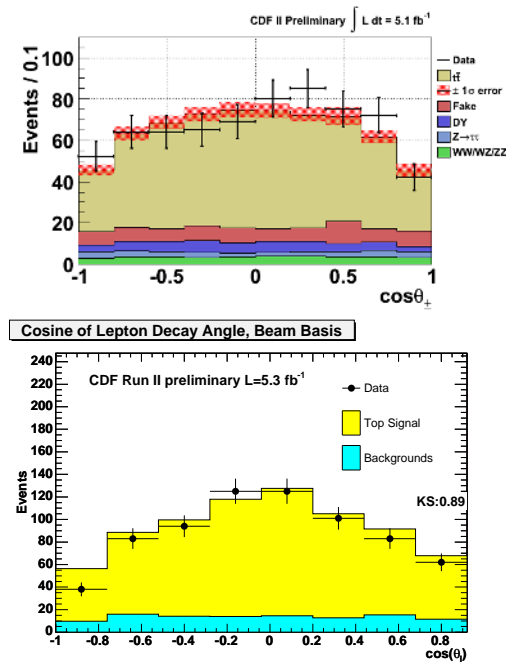 CDF II Preliminary ∫ L dt = 5.1 fb⁻¹
Events / 0.1
100
80
60
40
20
0
-1 -0.5 0 0.5 1
cosθ±
Data
tt̄
± 1σ error
Fake
DY
Z→ττ
WW/WZ/ZZ
Cosine of Lepton Decay Angle, Beam Basis
CDF Run II preliminary L=5.3 fb⁻¹
Data
Top Signal
Backgrounds
KS:0.89
Events
240
220
200
180
160
140
120
100
80
60
40
20
0
-1 -0.8 -0.6 -0.4 -0.2 0 0.2 0.4 0.6 0.8
cos(θₗ)